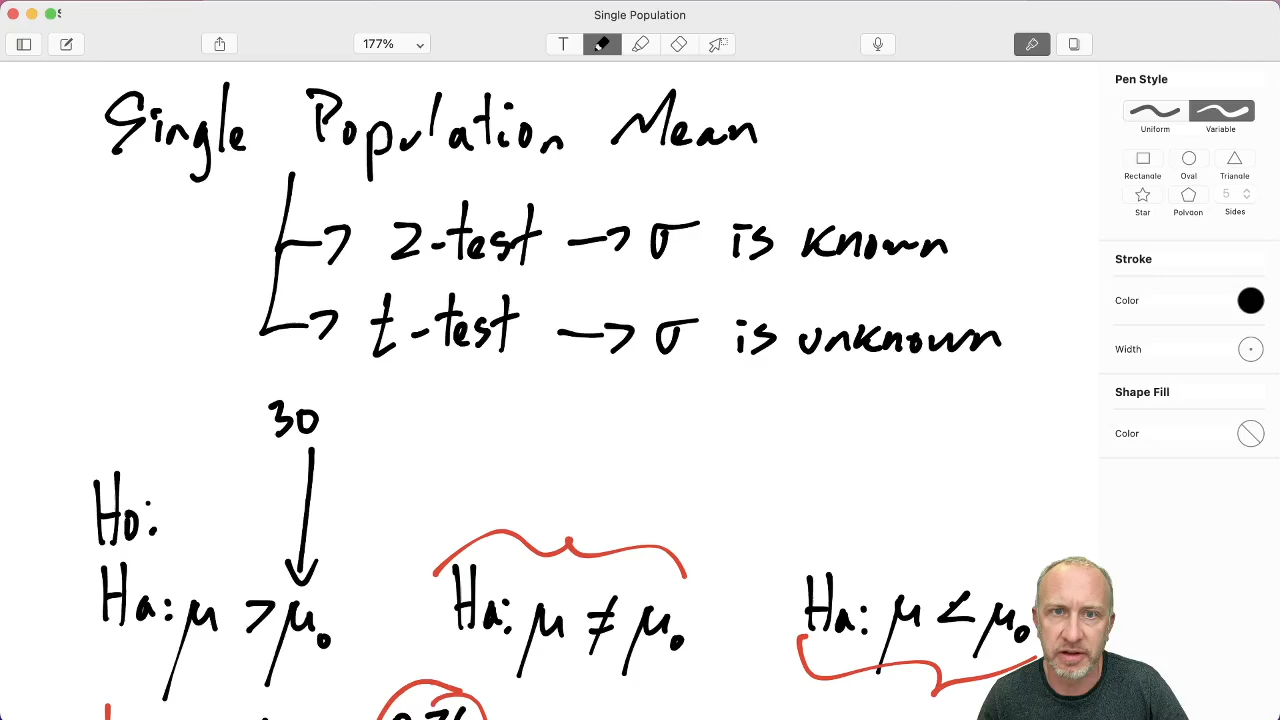 Single Population
177%
T
Pen Style
Uniform
Variable
Rectangle
Oval
Triangle
5
Star
Polygon
Sides
Stroke
Color
Width
Shape Fill
Color
Single Population Mean
→ z-test → σ is known
→ t-test → σ is unknown
30
Ho:
Ha: μ > μ₀
Ha: μ ≠ μ₀
Ha: μ < μ₀